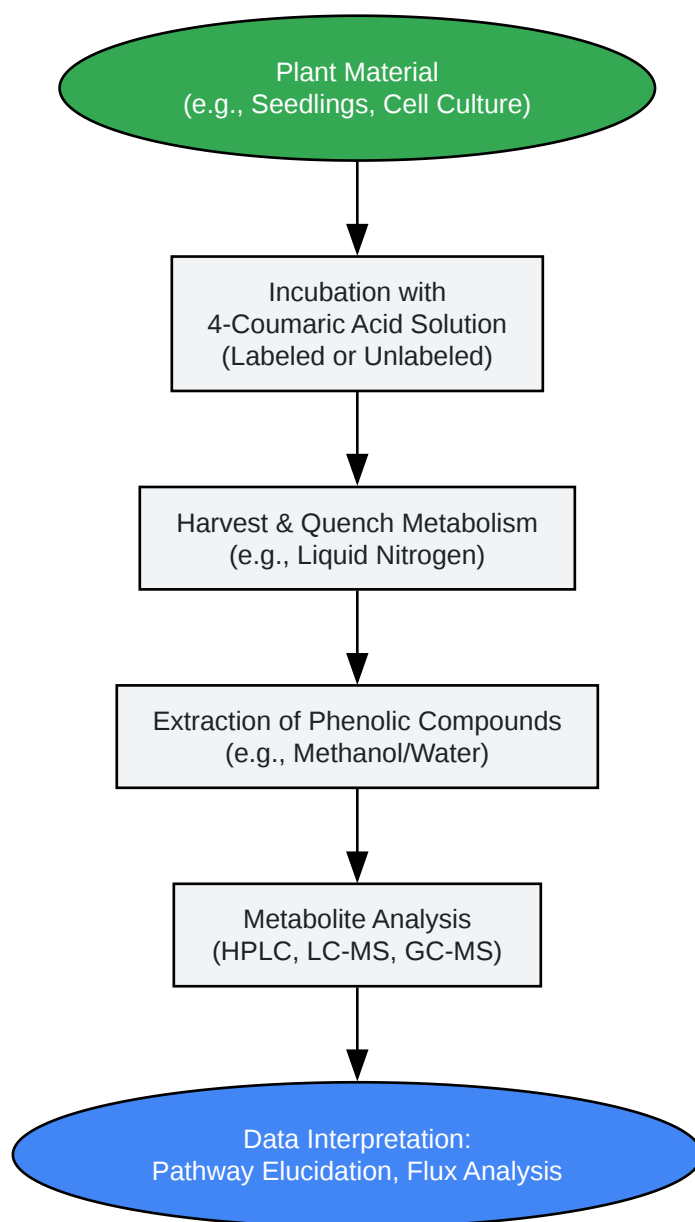 Plant Material
(e.g., Seedlings, Cell Culture)
Incubation with
4-Coumaric Acid Solution
(Labeled or Unlabeled)
Harvest & Quench Metabolism
(e.g., Liquid Nitrogen)
Extraction of Phenolic Compounds
(e.g., Methanol/Water)
Metabolite Analysis
(HPLC, LC-MS, GC-MS)
Data Interpretation:
Pathway Elucidation, Flux Analysis